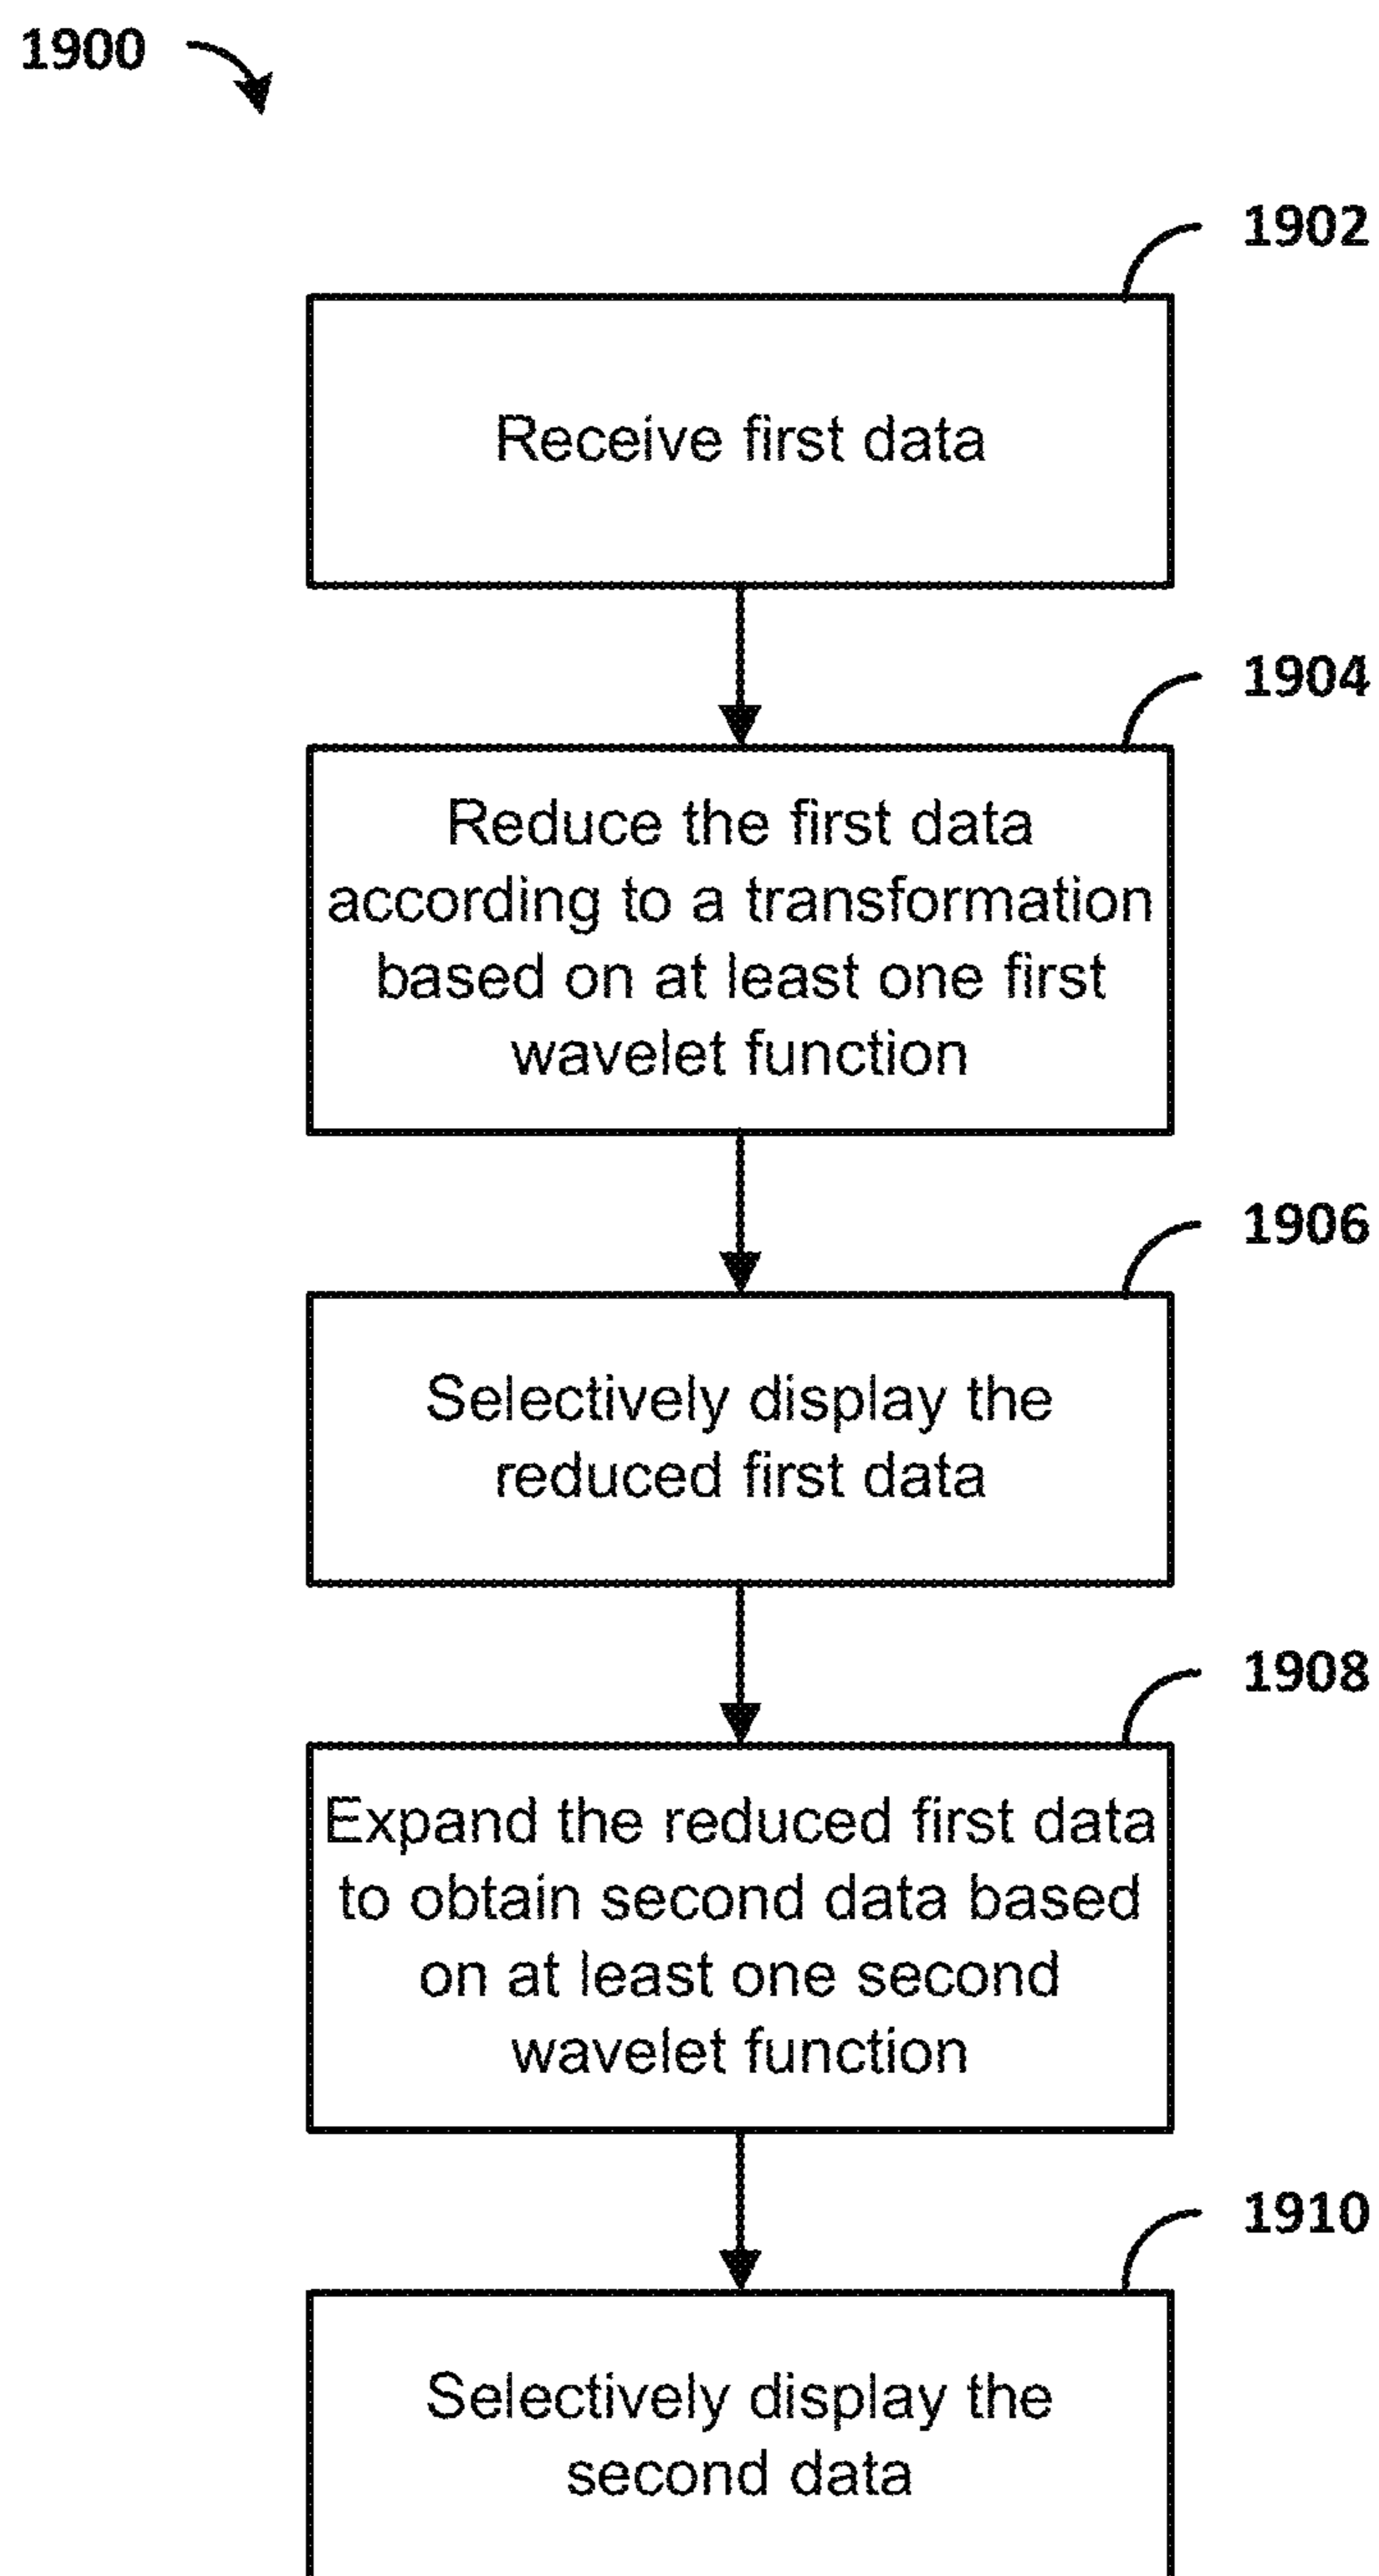 1900
1902
Receive first data
1904
Reduce the first data
according to a transformation
based on at least one first
wavelet function
1906
Selectively display the
reduced first data
1908
Expand the reduced first data
to obtain second data based
on at least one second
wavelet function
1910
Selectively display the
second data